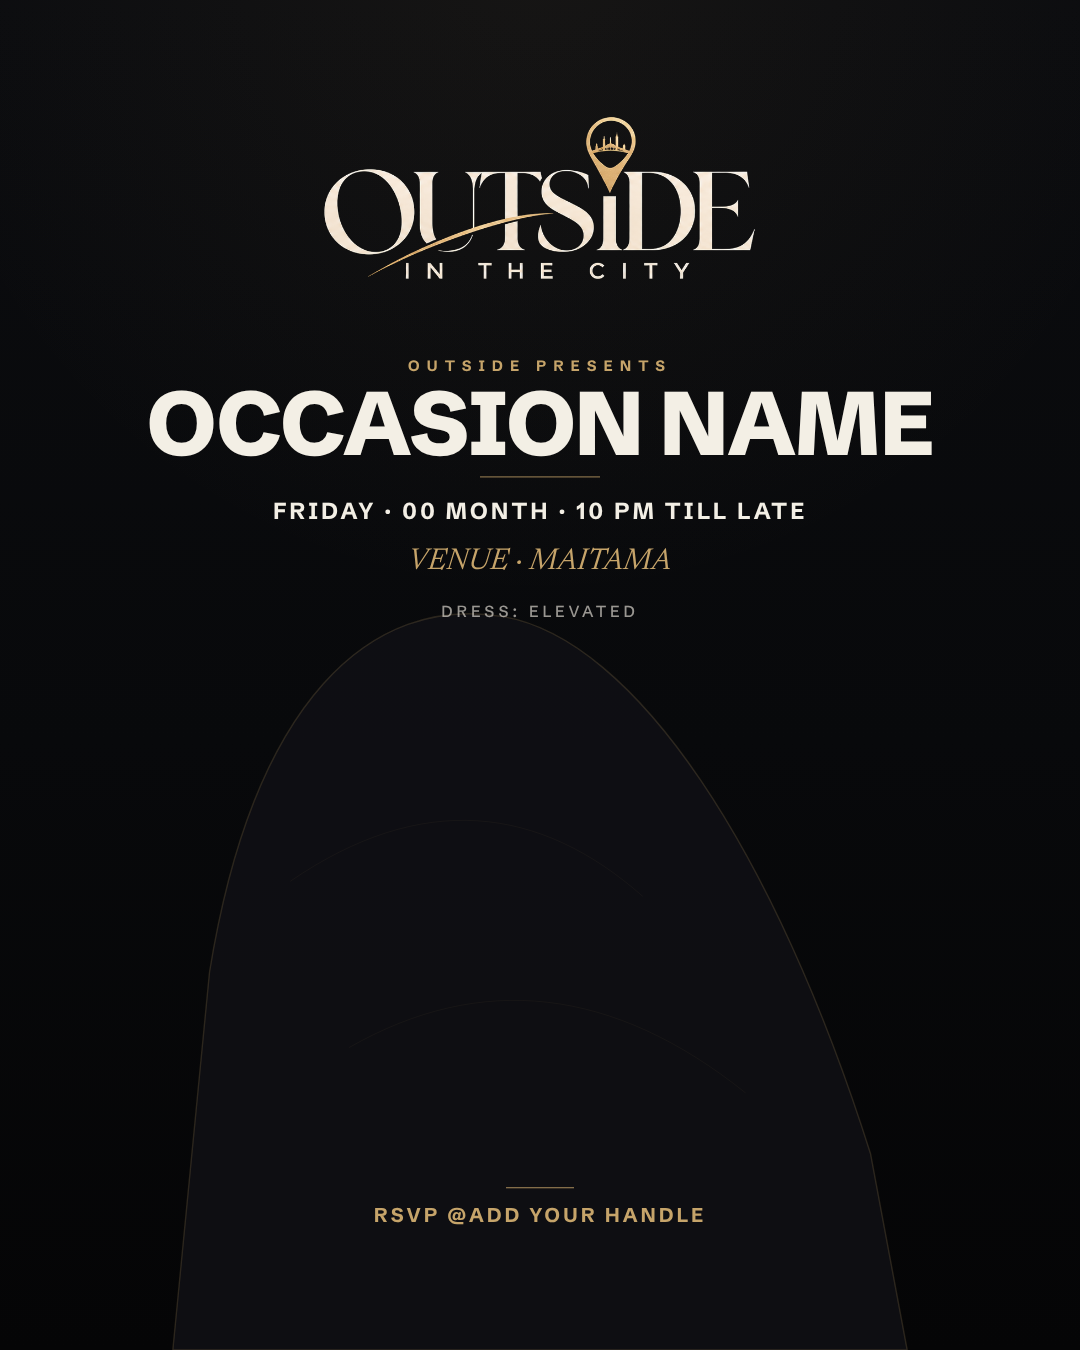 OUTSiDE
IN THE CITY
OUTSIDE PRESENTS
OCCASION NAME
FRIDAY · 00 MONTH · 10 PM TILL LATE
VENUE · MAITAMA
DRESS: ELEVATED
RSVP @ADD YOUR HANDLE